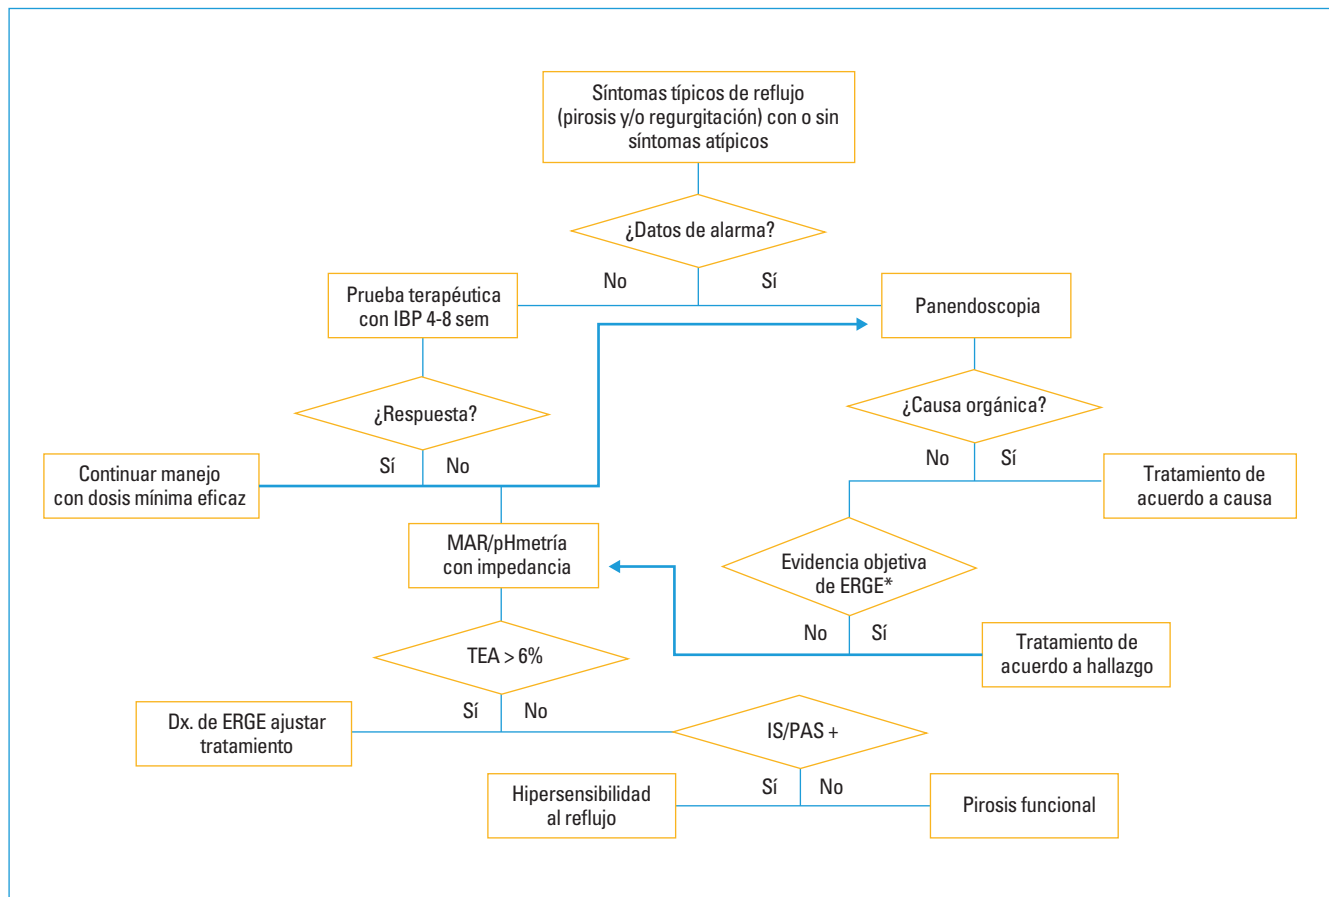 Síntomas típicos de reflujo
(pirosis y/o regurgitación) con o sin
síntomas atípicos
¿Datos de alarma?
No
Sí
Prueba terapéutica
con IBP 4-8 sem
Panendoscopia
¿Respuesta?
¿Causa orgánica?
Sí
No
No
Sí
Continuar manejo
con dosis mínima eficaz
Tratamiento de
acuerdo a causa
MAR/pHmetría
con impedancia
Evidencia objetiva
de ERGE*
No
Sí
TEA > 6%
Tratamiento de
acuerdo a hallazgo
Sí
No
Dx. de ERGE ajustar
tratamiento
IS/PAS +
Sí
No
Hipersensibilidad
al reflujo
Pirosis funcional